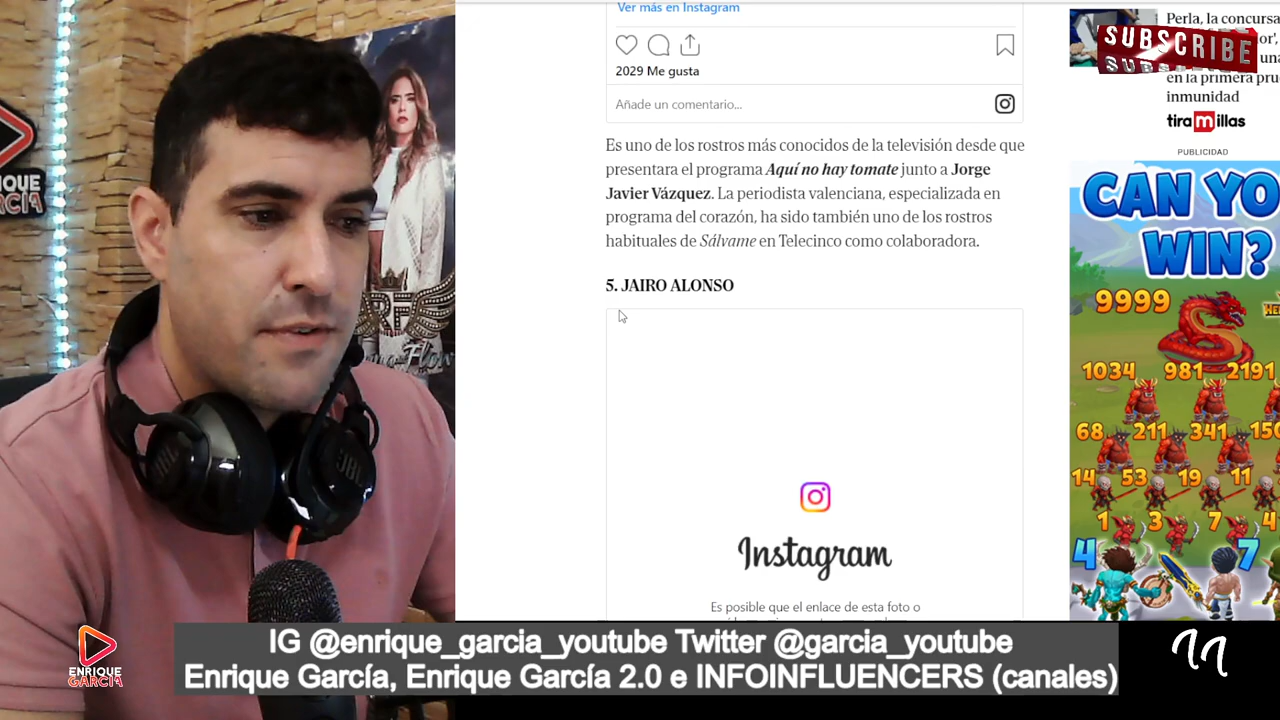 Ver más en Instagram
2029 Me gusta
Añade un comentario...
Es uno de los rostros más conocidos de la televisión desde que
presentara el programa Aquí no hay tomate junto a Jorge
Javier Vázquez. La periodista valenciana, especializada en
programa del corazón, ha sido también uno de los rostros
habituales de Sálvame en Telecinco como colaboradora.
5. JAIRO ALONSO
Instagram
Es posible que el enlace de esta foto o
Perla, la concursa
or',
una
en la primera pru
inmunidad
tiramillas
SUBSCRIBE
PUBLICIDAD
CAN YO
WIN?
9999
1034 981 2191
68 211 341 150
14 53 19 11
1 3 7 4
4 7
JBL
ENRIQUE
GARCÍA
IG @enrique_garcia_youtube Twitter @garcia_youtube
Enrique García, Enrique García 2.0 e INFOINFLUENCERS (canales)